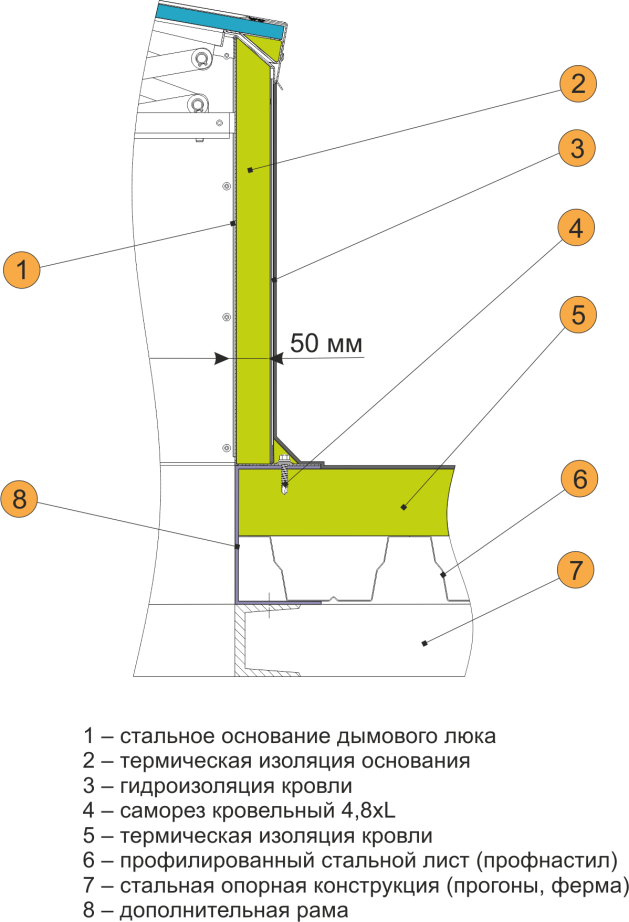 2
3
4
1
5
50 мм
6
8
7
1 – стальное основание дымового люка
2 – термическая изоляция основания
3 – гидроизоляция кровли
4 – саморез кровельный 4,8xL
5 – термическая изоляция кровли
6 – профилированный стальной лист (профнастил)
7 – стальная опорная конструкция (прогоны, ферма)
8 – дополнительная рама